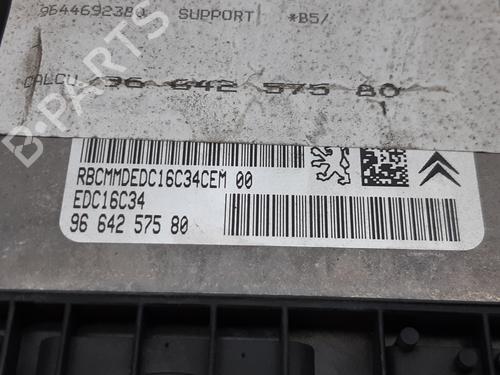 9644692380 SUPPORT *B5/
CALCU 96 642 575 80
RBCMMDEDC16C34CEM 00
EDC16C34
96 642 575 80
B-PARTS